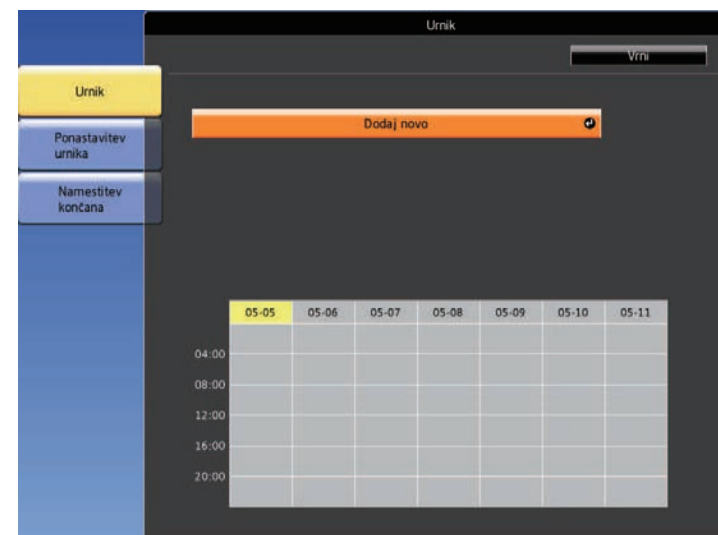 Urnik
Vrni
Urnik
Dodaj novo
Ponastavitev
urnika
Namestitev
končana
05-05 05-06 05-07 05-08 05-09 05-10 05-11
04:00
08:00
12:00
16:00
20:00